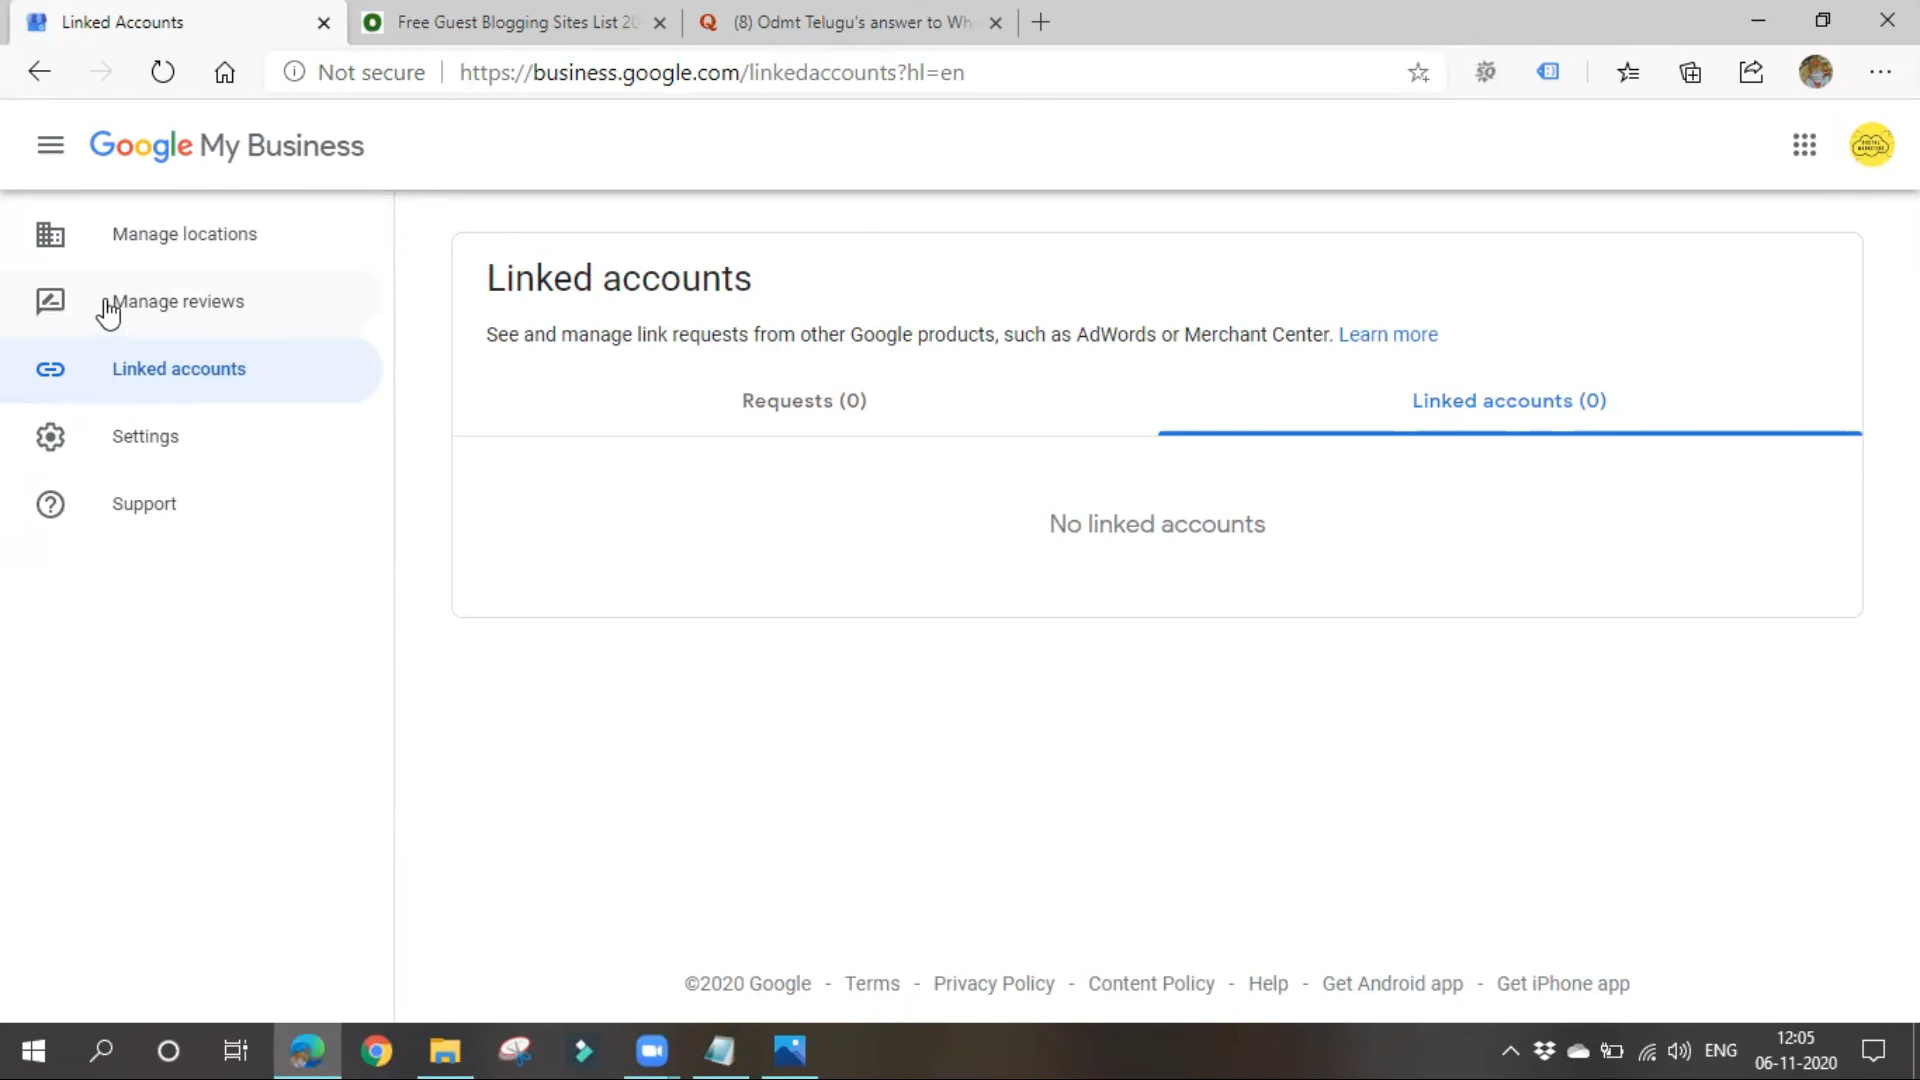 Linked Accounts
Free Guest Blogging Sites List 20
(8) Odmt Telugu's answer to Wh
Not secure
https://business.google.com/linkedaccounts?hl=en
Google My Business
Manage locations
Manage reviews
Linked accounts
Settings
Support
Linked accounts
See and manage link requests from other Google products, such as AdWords or Merchant Center. Learn more
Requests (0)
Linked accounts (0)
No linked accounts
©2020 Google - Terms - Privacy Policy - Content Policy - Help - Get Android app - Get iPhone app
ENG
12:05
06-11-2020